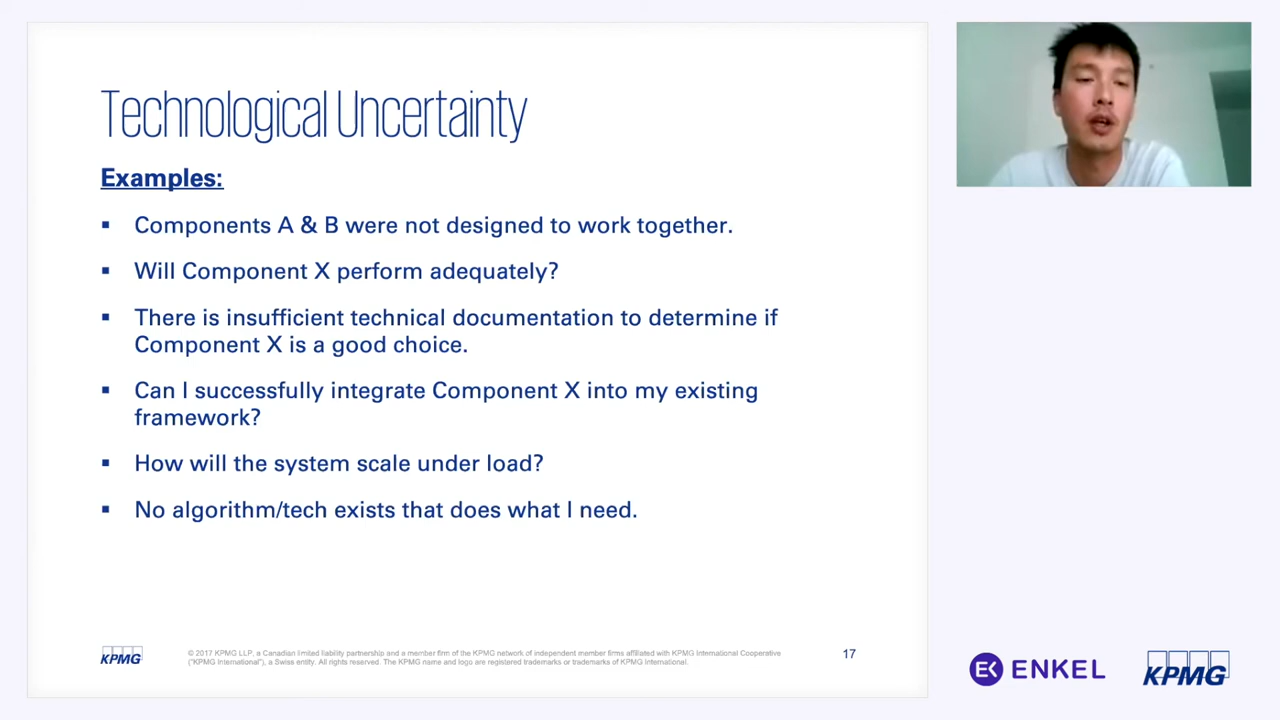 Technological Uncertainty
Examples:
▪ Components A & B were not designed to work together.
▪ Will Component X perform adequately?
▪ There is insufficient technical documentation to determine if
Component X is a good choice.
▪ Can I successfully integrate Component X into my existing
framework?
▪ How will the system scale under load?
▪ No algorithm/tech exists that does what I need.
KPMG
© 2017 KPMG LLP, a Canadian limited liability partnership and a member firm of the KPMG network of independent member firms affiliated with KPMG International Cooperative
("KPMG International"), a Swiss entity. All rights reserved. The KPMG name and logo are registered trademarks or trademarks of KPMG International.
17
EK ENKEL
KPMG